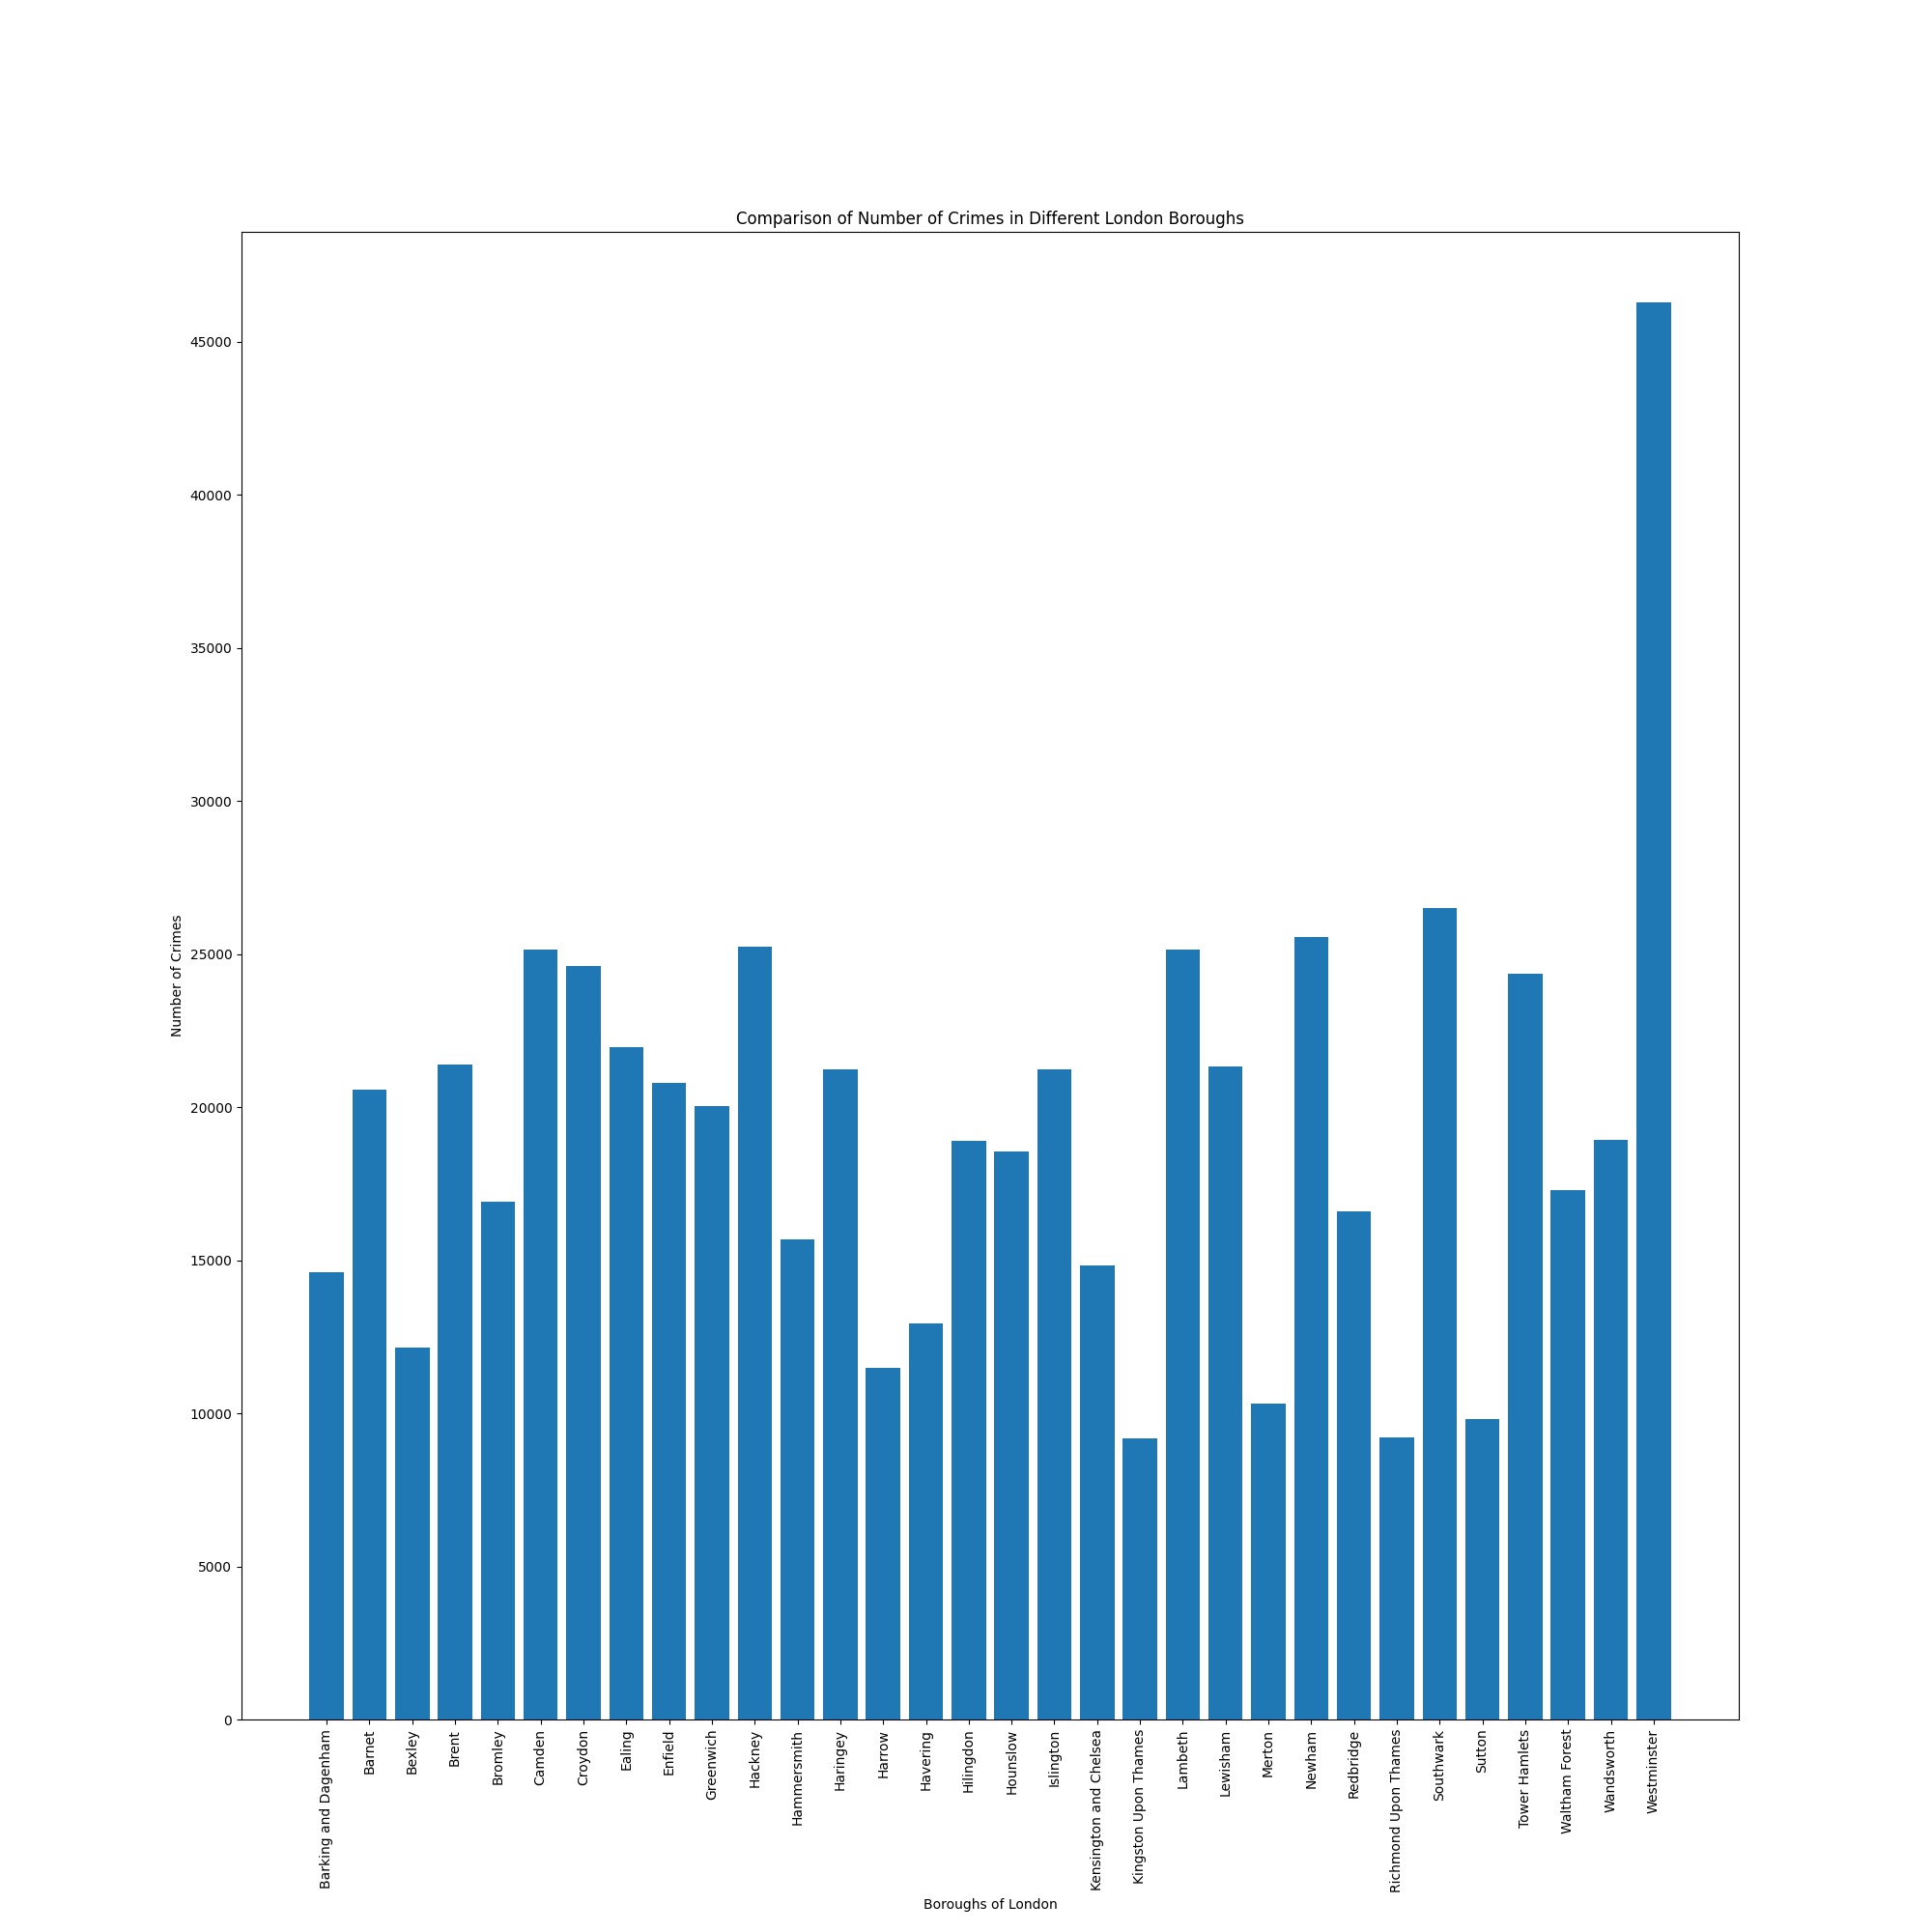 Comparison of Number of Crimes in Different London Boroughs
Number of Crimes
45000
40000
35000
30000
25000
20000
15000
10000
5000
0
Barking and Dagenham
Barnet
Bexley
Brent
Bromley
Camden
Croydon
Ealing
Enfield
Greenwich
Hackney
Hammersmith
Haringey
Harrow
Havering
Hilingdon
Hounslow
Islington
Kensington and Chelsea
Kingston Upon Thames
Lambeth
Lewisham
Merton
Newham
Redbridge
Richmond Upon Thames
Southwark
Sutton
Tower Hamlets
Waltham Forest
Wandsworth
Westminster
Boroughs of London